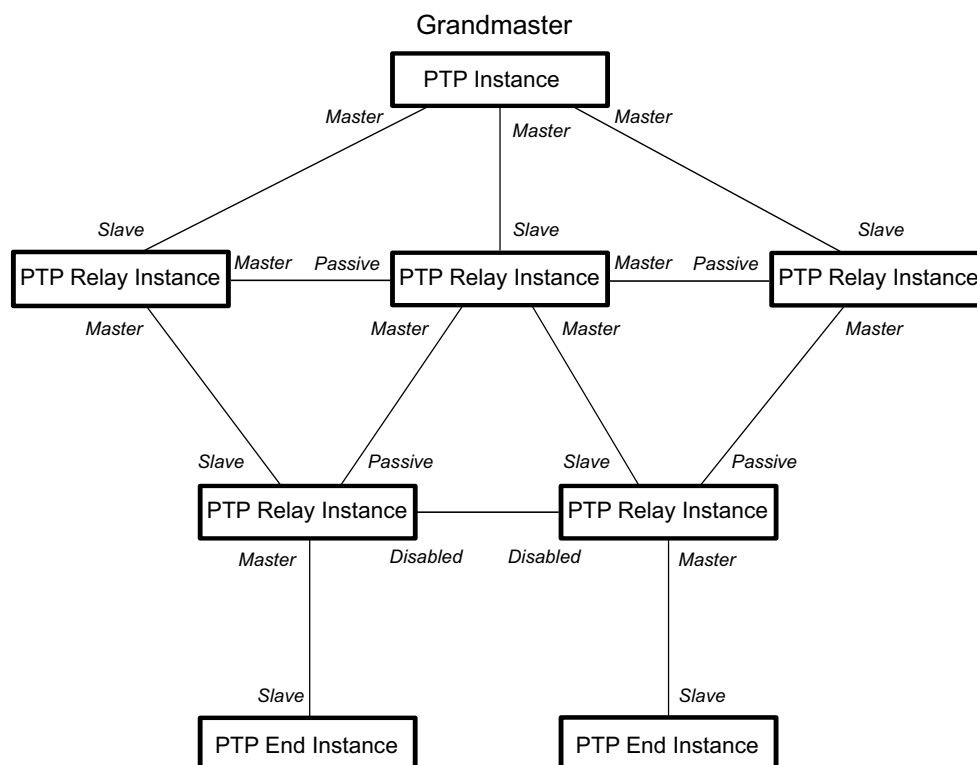 Grandmaster
PTP Instance
Master
Master
Master
Slave
Slave
Slave
PTP Relay Instance
Master
Passive
PTP Relay Instance
Master
Passive
PTP Relay Instance
Master
Master
Master
Master
Slave
Passive
Slave
Passive
PTP Relay Instance
PTP Relay Instance
Master
Disabled
Disabled
Master
Slave
Slave
PTP End Instance
PTP End Instance